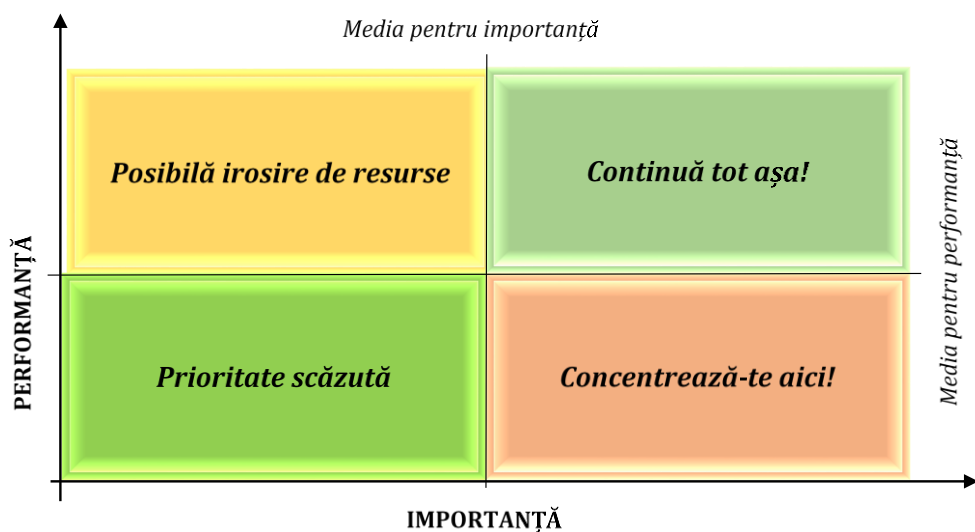 Media pentru importanță
Posibilă irosire de resurse
Continuă tot așa!
PERFORMANȚĂ
Media pentru performanță
Prioritate scăzută
Concentrează-te aici!
IMPORTANȚĂ